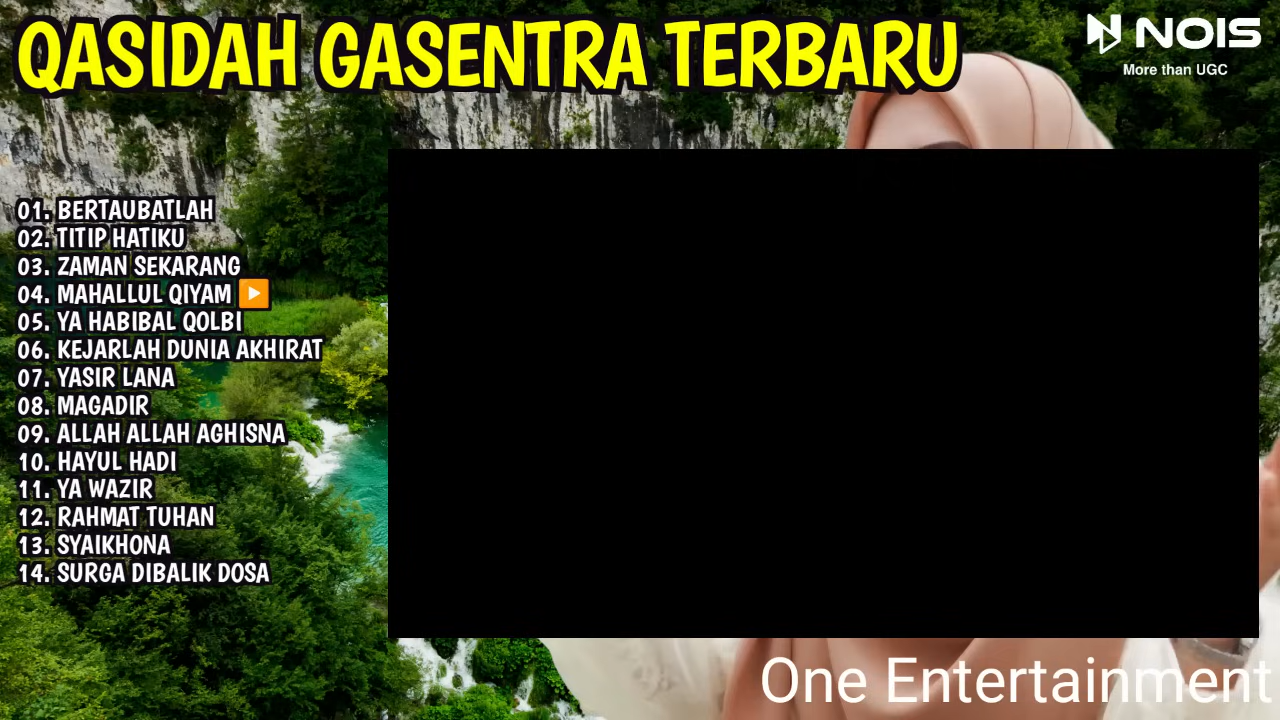 QASIDAH GASENTRA TERBARU
NOIS
More than UGC
01. BERTAUBATLAH
02. TITIP HATIKU
03. ZAMAN SEKARANG
04. MAHALLUL QIYAM
05. YA HABIBAL QOLBI
06. KEJARLAH DUNIA AKHIRAT
07. YASIR LANA
08. MAGADIR
09. ALLAH ALLAH AGHISNA
10. HAYUL HADI
11. YA WAZIR
12. RAHMAT TUHAN
13. SYAIKHONA
14. SURGA DIBALIK DOSA
One Entertainment